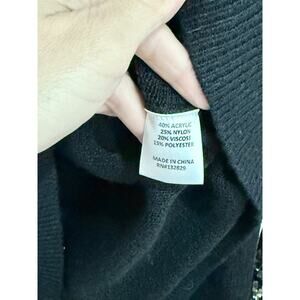 40% ACRYLIC
25% NYLON
20% VISCOSE
15% POLYESTER
MADE IN CHINA
RN#132829